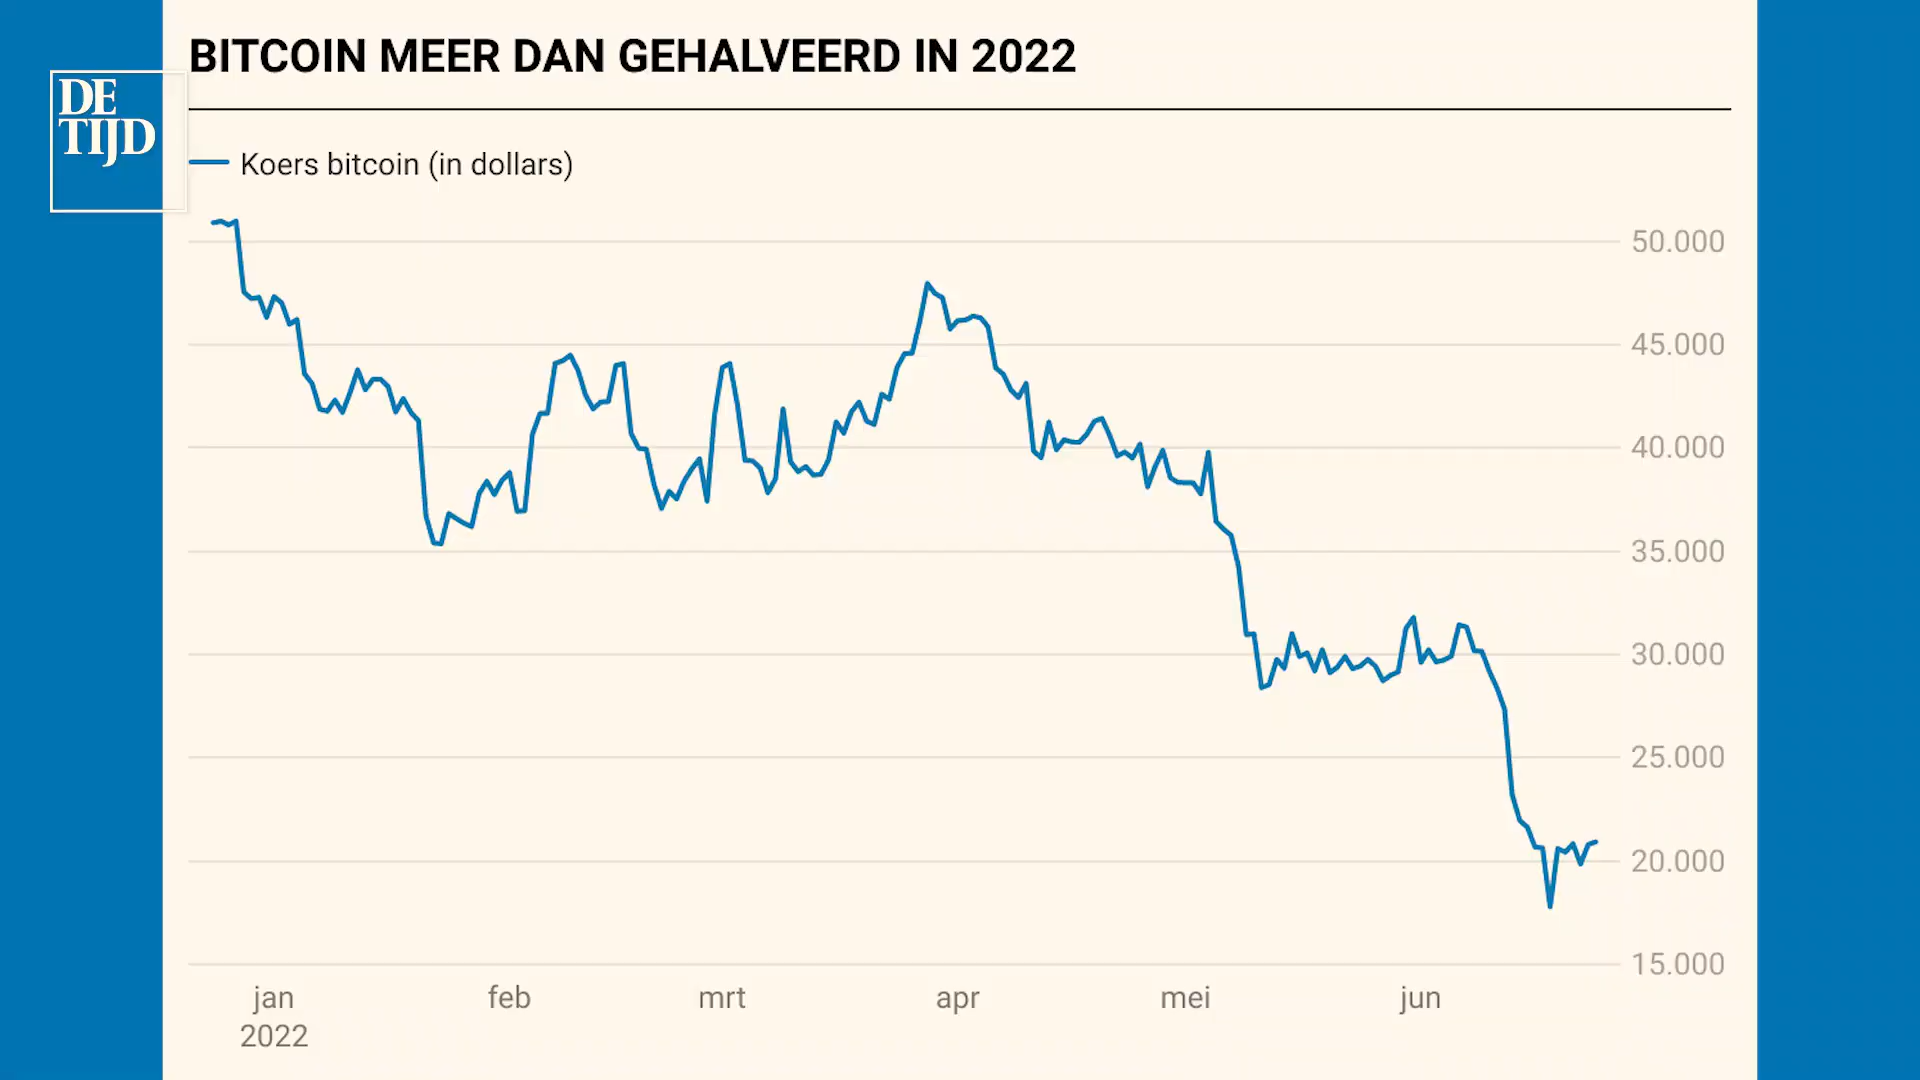 BITCOIN MEER DAN GEHALVEERD IN 2022
DE
TIJD
Koers bitcoin (in dollars)
50.000
45.000
40.000
35.000
30.000
25.000
20.000
15.000
jan feb mrt apr mei jun
2022